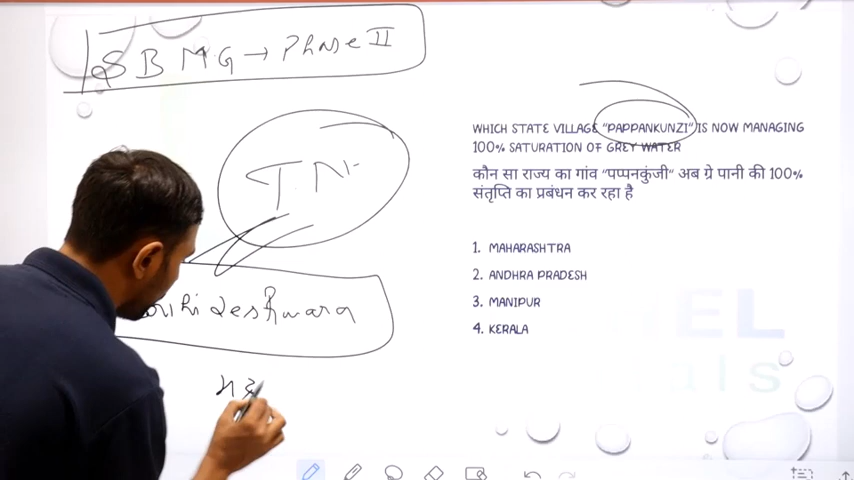 SBMG → Phase II
TN
WHICH STATE VILLAGE "PAPPANKUNZI" IS NOW MANAGING
100% SATURATION OF GREY WATER
कौन सा राज्य का गांव "पप्पनकुंजी" अब ग्रे पानी की 100%
संतृप्ति का प्रबंधन कर रहा है
1. MAHARASHTRA
2. ANDHRA PRADESH
3. MANIPUR
4. KERALA